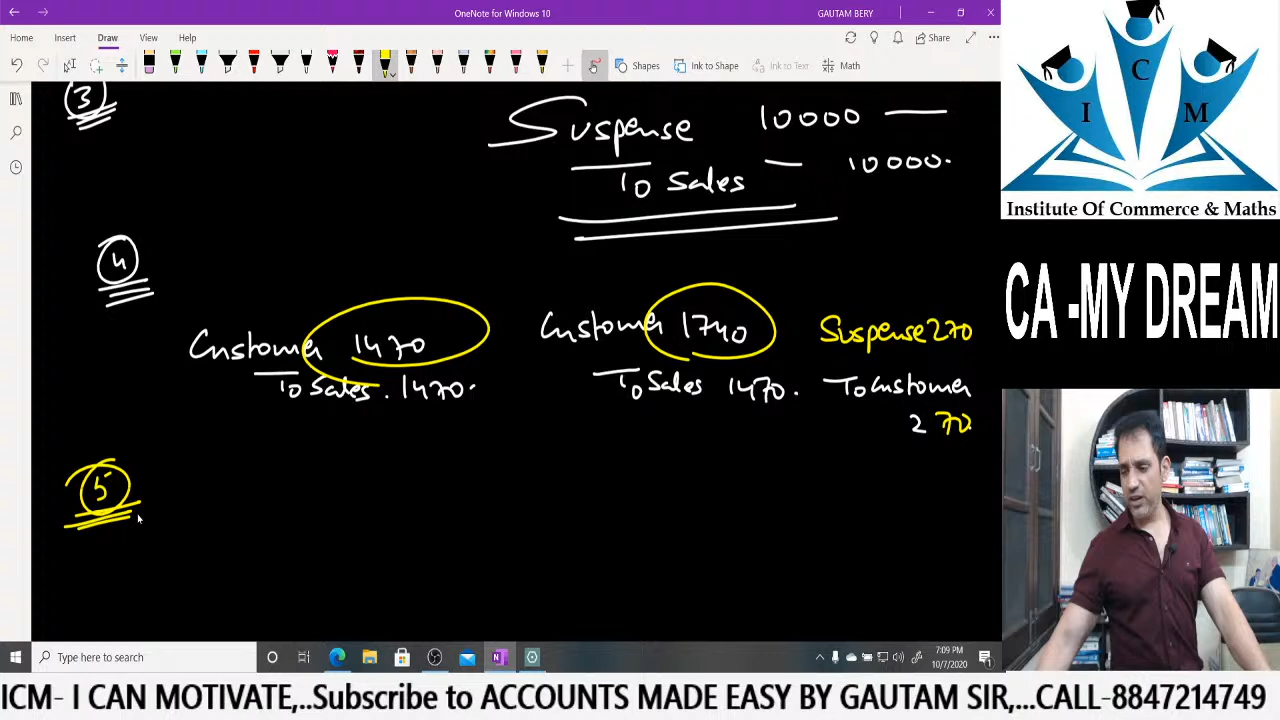 OneNote for Windows 10
GAUTAM BERY
Home Insert Draw View Help
Share
Shapes
Ink to Shape
Ink to Text
Math
3
Suspense 10000 —
To Sales — 10000.
4
Customer 1470
To Sales. 1470.
Customer 1740
To Sales 1470.
Suspense 270
To Customer
270.
5
I C M
Institute Of Commerce & Maths
CA -MY DREAM
Type here to search
7:09 PM
10/7/2020
ICM- I CAN MOTIVATE,..Subscribe to ACCOUNTS MADE EASY BY GAUTAM SIR,...CALL-8847214749